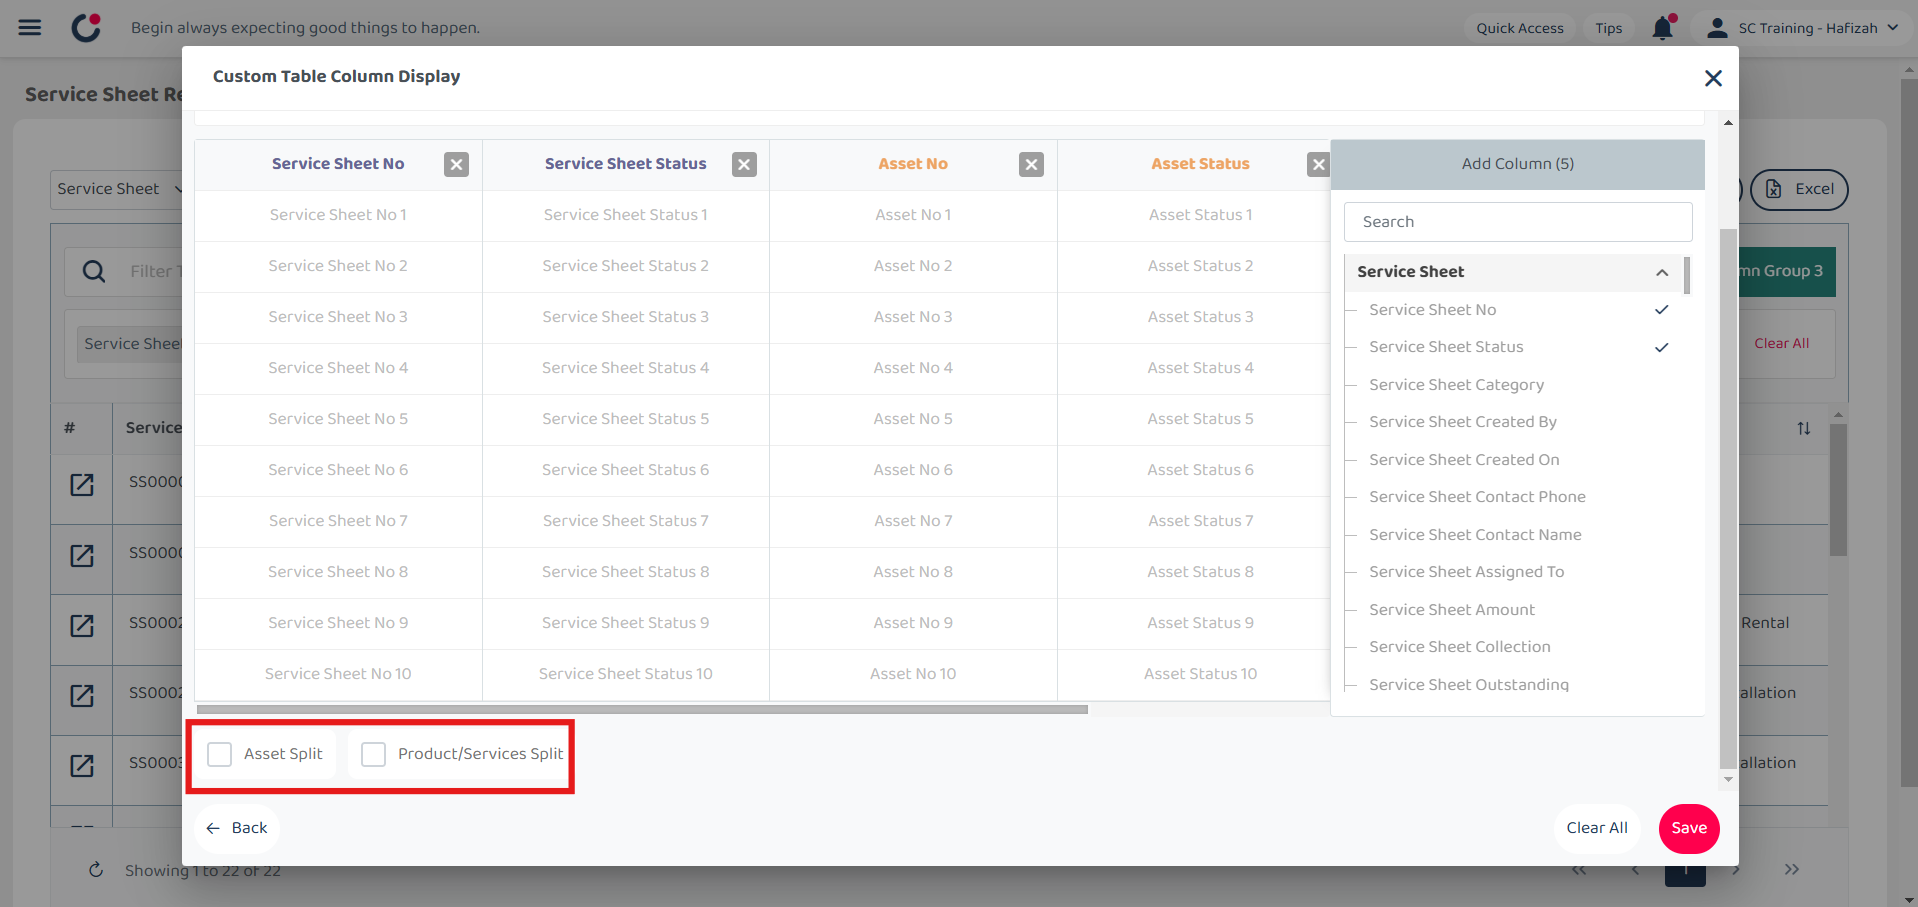 Begin always expecting good things to happen.
Quick Access
Tips
SC Training - Hafizah
Service Sheet Re
Custom Table Column Display
Service Sheet
Excel
Filter T
mn Group 3
Service Shee
Clear All
# Service
SS000
SS000
SS0002
Rental
SS0002
allation
SS0003
allation
Service Sheet No Service Sheet Status Asset No Asset Status
Service Sheet No 1 Service Sheet Status 1 Asset No 1 Asset Status 1
Service Sheet No 2 Service Sheet Status 2 Asset No 2 Asset Status 2
Service Sheet No 3 Service Sheet Status 3 Asset No 3 Asset Status 3
Service Sheet No 4 Service Sheet Status 4 Asset No 4 Asset Status 4
Service Sheet No 5 Service Sheet Status 5 Asset No 5 Asset Status 5
Service Sheet No 6 Service Sheet Status 6 Asset No 6 Asset Status 6
Service Sheet No 7 Service Sheet Status 7 Asset No 7 Asset Status 7
Service Sheet No 8 Service Sheet Status 8 Asset No 8 Asset Status 8
Service Sheet No 9 Service Sheet Status 9 Asset No 9 Asset Status 9
Service Sheet No 10 Service Sheet Status 10 Asset No 10 Asset Status 10
Add Column (5)
Search
Service Sheet
Service Sheet No
Service Sheet Status
Service Sheet Category
Service Sheet Created By
Service Sheet Created On
Service Sheet Contact Phone
Service Sheet Contact Name
Service Sheet Assigned To
Service Sheet Amount
Service Sheet Collection
Service Sheet Outstanding
Asset Split
Product/Services Split
Back
Clear All
Save
Showing 1 to 22 of 22
1